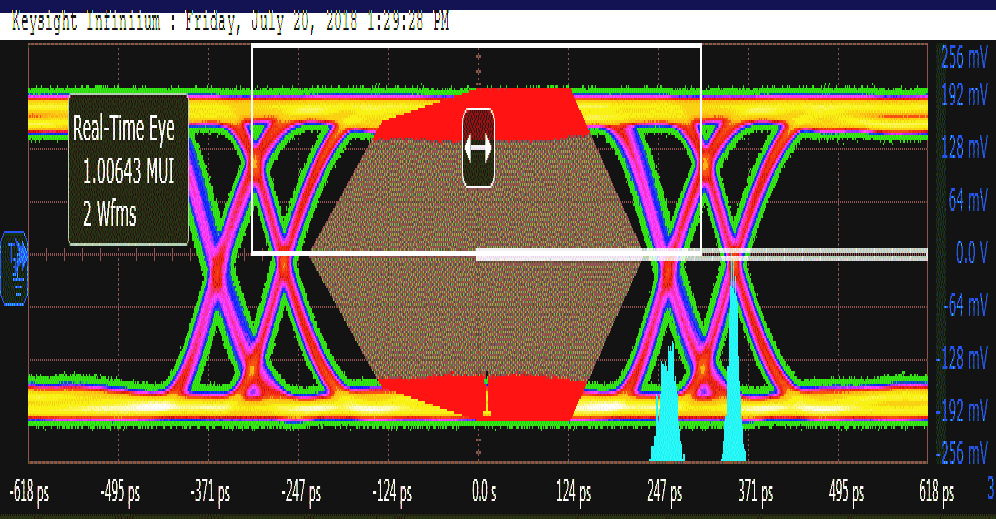 Keysight Infiniium : Friday, July 20, 2018 1:29:28 PM
Real-Time Eye
1.00643 MUI
2 Wfms
256 mV
192 mV
128 mV
64 mV
0.0 V
-64 mV
-128 mV
-192 mV
-256 mV
-618 ps -495 ps -371 ps -247 ps -124 ps 0.0 s 124 ps 247 ps 371 ps 495 ps 618 ps 3